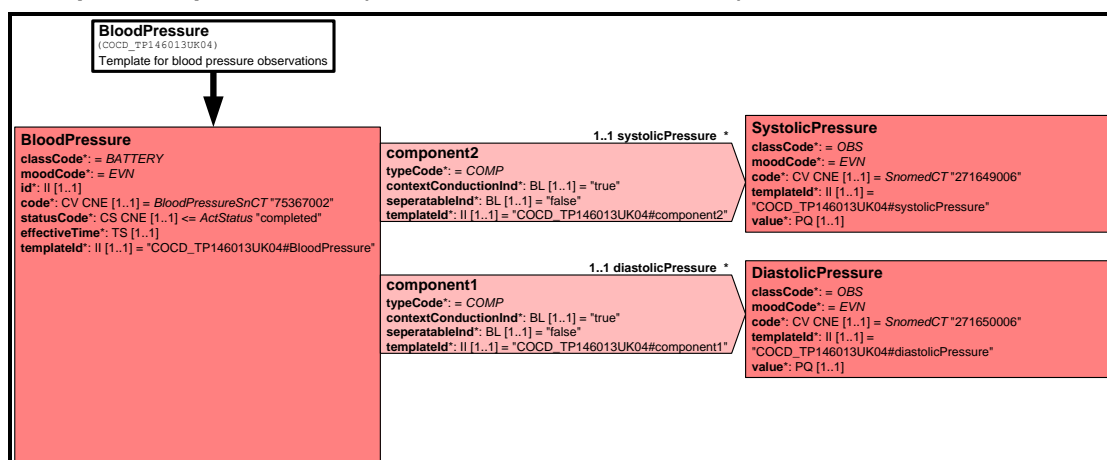 BloodPressure
(COCD_TP146013UK04)
Template for blood pressure observations
BloodPressure
classCode*: = BATTERY
moodCode*: = EVN
id*: II [1..1]
code*: CV CNE [1..1] = BloodPressureSnCT "75367002"
statusCode*: CS CNE [1..1] <= ActStatus "completed"
effectiveTime*: TS [1..1]
templateId*: II [1..1] = "COCD_TP146013UK04#BloodPressure"
1..1 systolicPressure *
component2
typeCode*: = COMP
contextConductionInd*: BL [1..1] = "true"
seperatableInd*: BL [1..1] = "false"
templateId*: II [1..1] = "COCD_TP146013UK04#component2"
SystolicPressure
classCode*: = OBS
moodCode*: = EVN
code*: CV CNE [1..1] = SnomedCT "271649006"
templateId*: II [1..1] =
"COCD_TP146013UK04#systolicPressure"
value*: PQ [1..1]
1..1 diastolicPressure *
component1
typeCode*: = COMP
contextConductionInd*: BL [1..1] = "true"
seperatableInd*: BL [1..1] = "false"
templateId*: II [1..1] = "COCD_TP146013UK04#component1"
DiastolicPressure
classCode*: = OBS
moodCode*: = EVN
code*: CV CNE [1..1] = SnomedCT "271650006"
templateId*: II [1..1] =
"COCD_TP146013UK04#diastolicPressure"
value*: PQ [1..1]